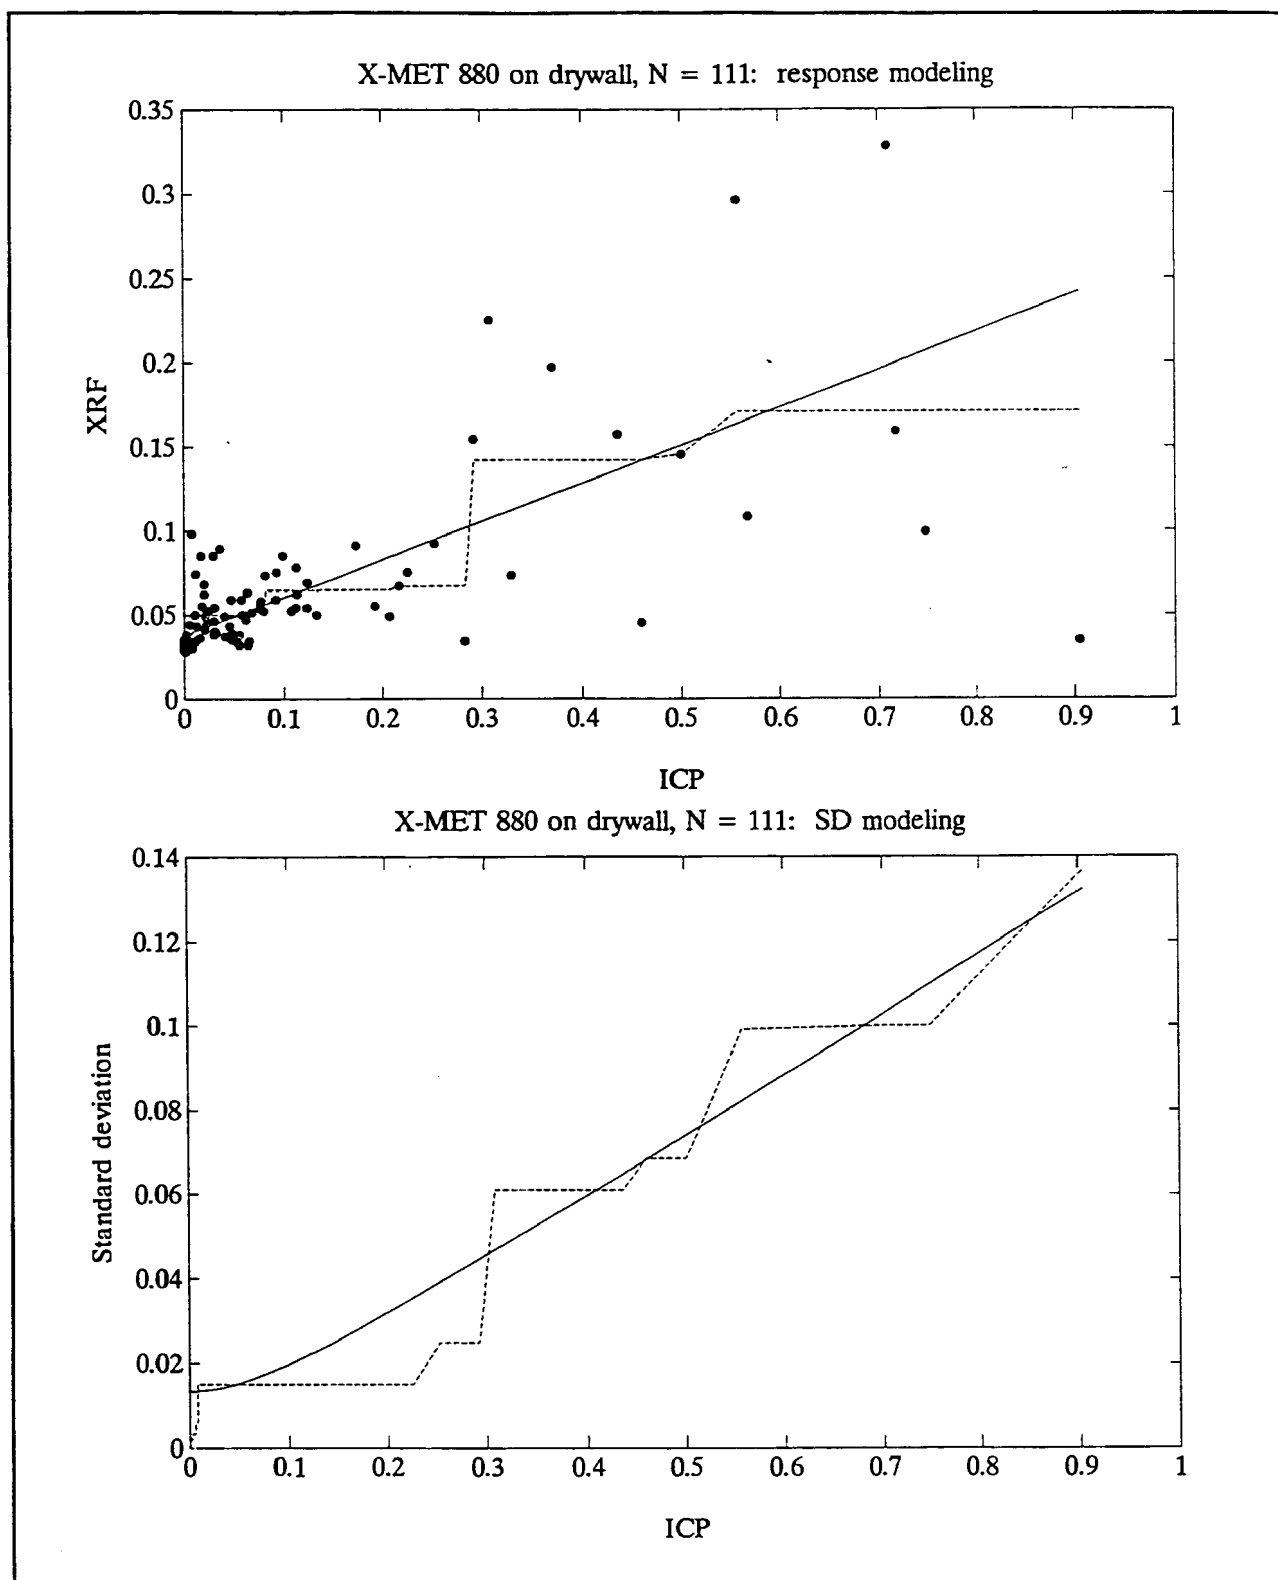 X-MET 880 on drywall, N = 111: response modeling
0.35
0.3
0.25
0.2
0.15
0.1
0.05
0
XRF
0 0.1 0.2 0.3 0.4 0.5 0.6 0.7 0.8 0.9 1
ICP
X-MET 880 on drywall, N = 111: SD modeling
0.14
0.12
0.1
0.08
0.06
0.04
0.02
0
Standard deviation
0 0.1 0.2 0.3 0.4 0.5 0.6 0.7 0.8 0.9 1
ICP